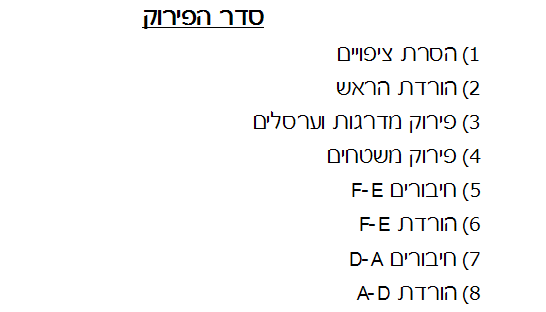 סדר הפירוק
1) הסרת ציפויים
2) הורדת הראש
3) פירוק מדרגות וערסלים
4) פירוק משטחים
5) חיבורים F-E
6) הורדת F-E
7) חיבורים D-A
8) הורדת A-D